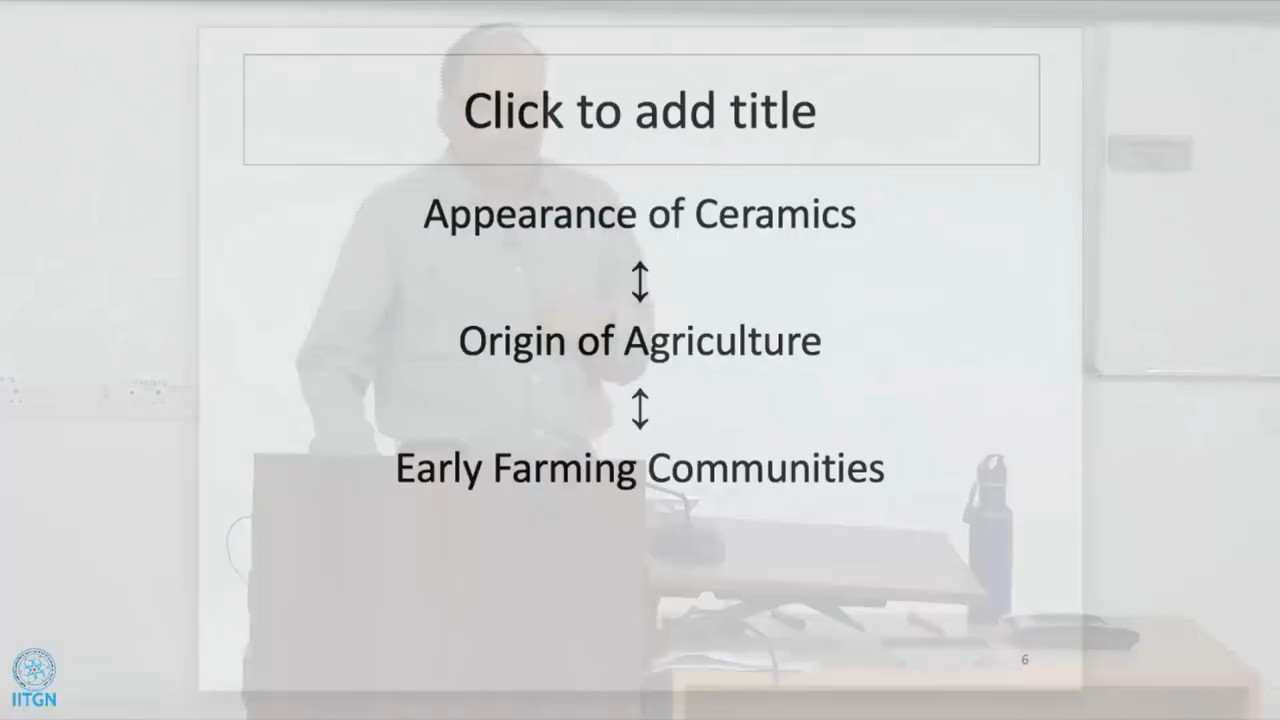 Click to add title
Appearance of Ceramics
↕
Origin of Agriculture
↕
Early Farming Communities
6
IITGN